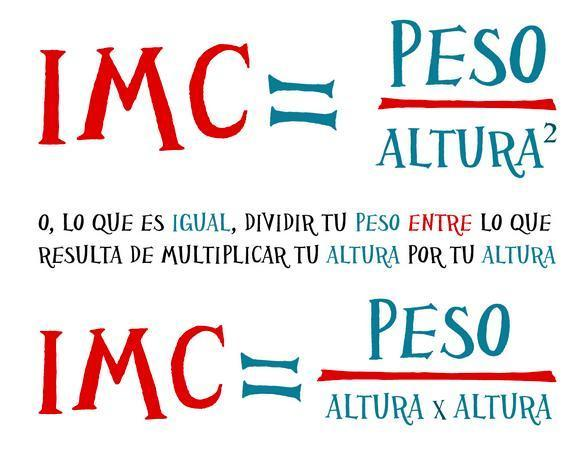 IMC = PESO
ALTURA²
O, LO QUE ES IGUAL, DIVIDIR TU PESO ENTRE LO QUE
RESULTA DE MULTIPLICAR TU ALTURA POR TU ALTURA
IMC = PESO
ALTURA X ALTURA